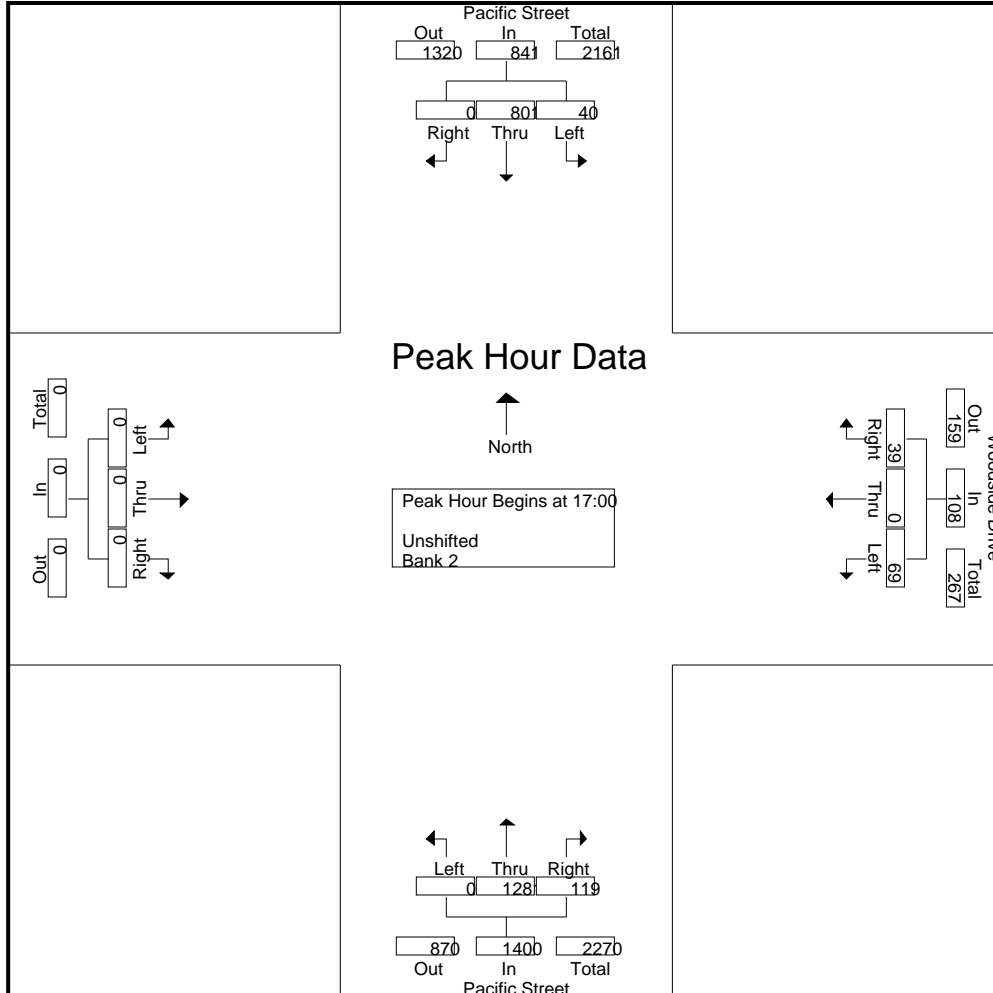 Pacific Street
Out In Total
1320 841 2161
0 801 40
Right Thru Left
Peak Hour Data
North
Peak Hour Begins at 17:00
Unshifted
Bank 2
Total In Out
0 0 0
0 0 0
Left Thru Right
Woodside Drive
Out In Total
159 108 267
39 0 69
Right Thru Left
Left Thru Right
0 1281 119
870 1400 2270
Out In Total
Pacific Street